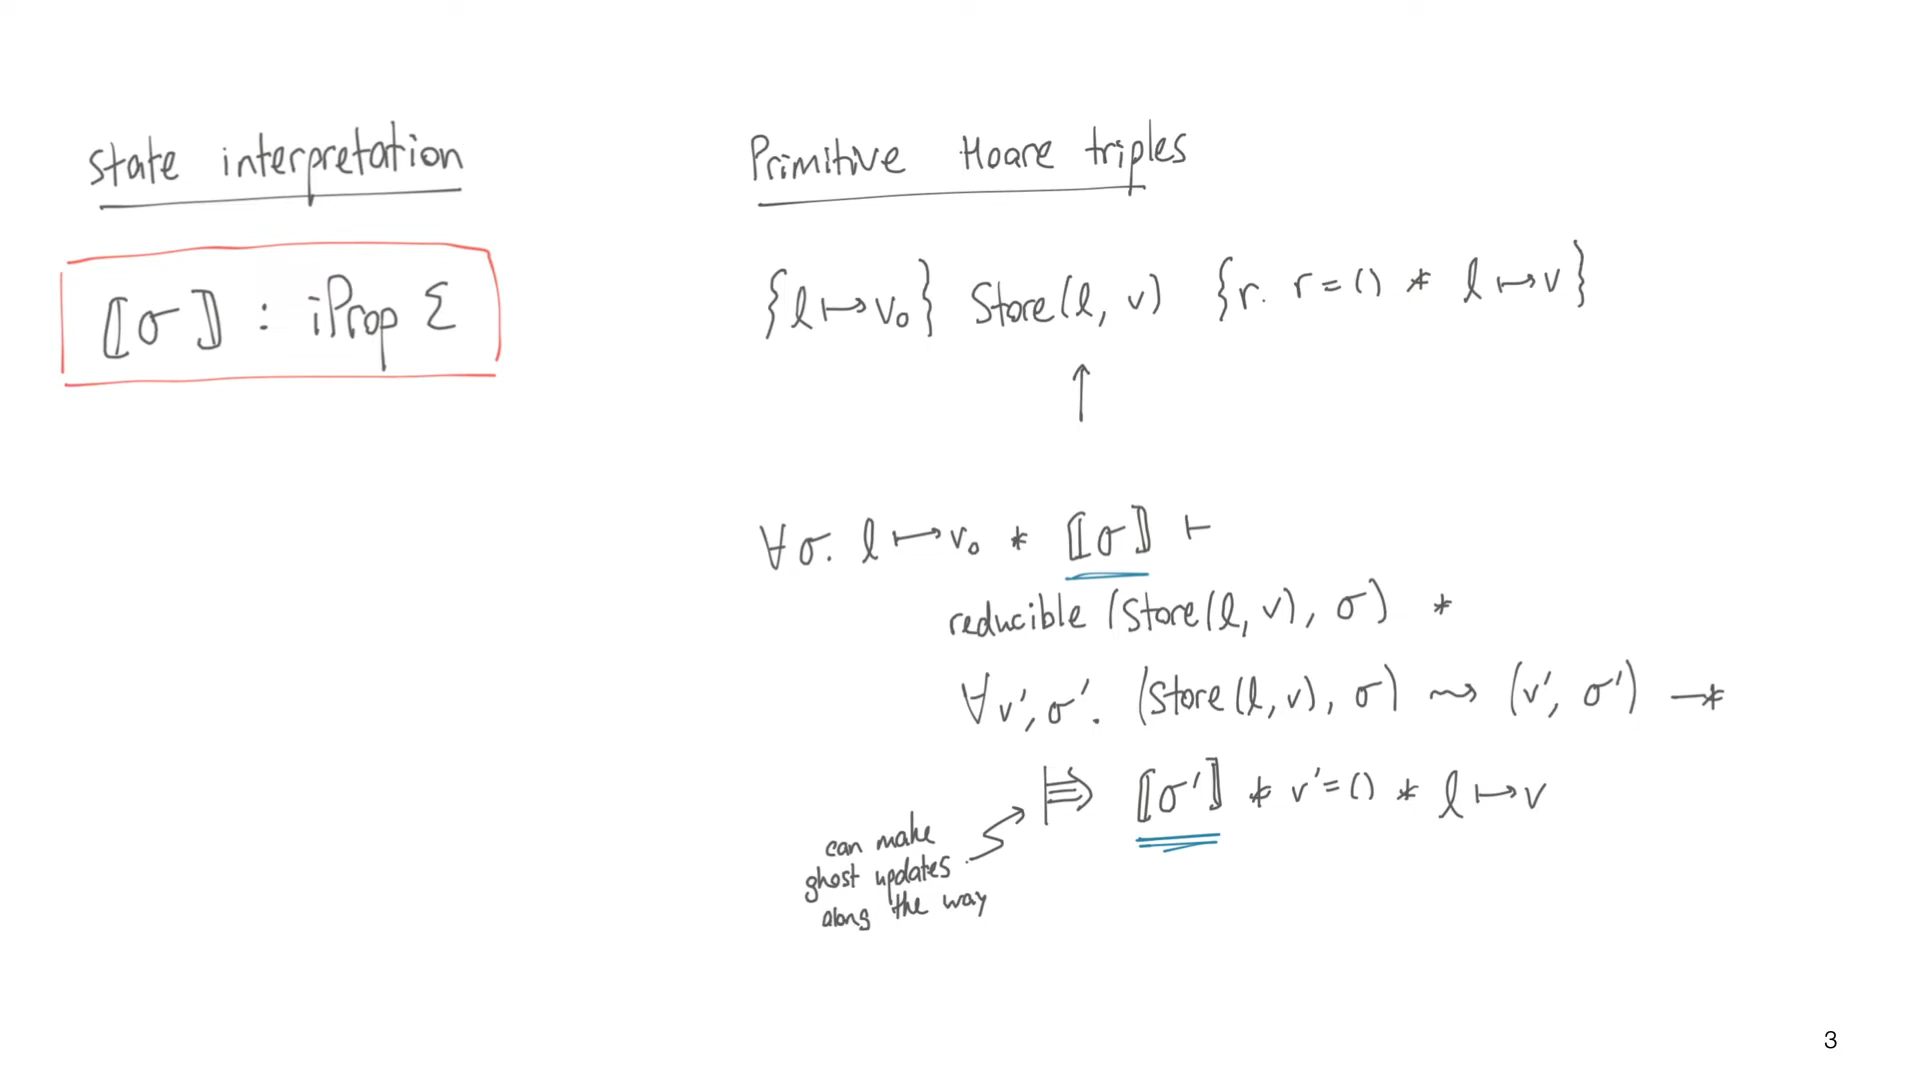 State interpretation
⟦σ⟧ : iProp Σ
Primitive Hoare triples
{l ↦ v₀} Store(l, v) {r. r = () * l ↦ v}
↑
∀ σ. l ↦ v₀ * ⟦σ⟧ ⊢
reducible (Store(l, v), σ) *
∀ v', σ'. (Store(l, v), σ) ⇝ (v', σ') -*
|⇛ ⟦σ'⟧ * v' = () * l ↦ v
can make
ghost updates
along the way
3